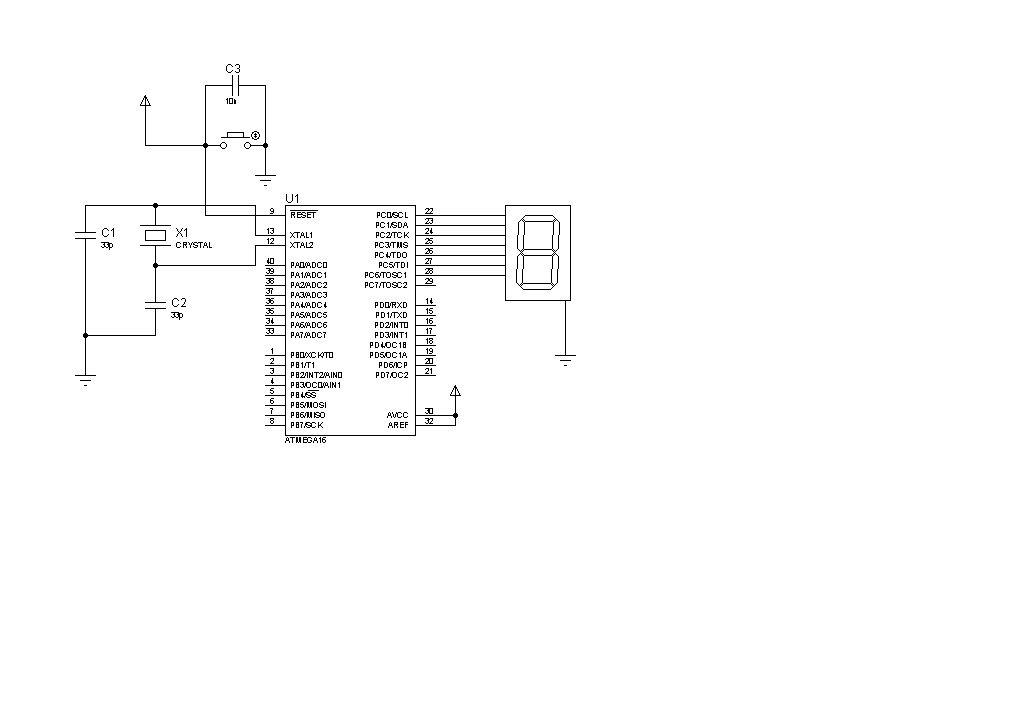 C3
10n
U1
9 RESET
13 XTAL1
12 XTAL2
40 PA0/ADC0
39 PA1/ADC1
38 PA2/ADC2
37 PA3/ADC3
36 PA4/ADC4
35 PA5/ADC5
34 PA6/ADC6
33 PA7/ADC7
1 PB0/XCK/T0
2 PB1/T1
3 PB2/INT2/AIN0
4 PB3/OC0/AIN1
5 PB4/SS
6 PB5/MOSI
7 PB6/MISO
8 PB7/SCK
PC0/SCL 22
PC1/SDA 23
PC2/TCK 24
PC3/TMS 25
PC4/TDO 26
PC5/TDI 27
PC6/TOSC1 28
PC7/TOSC2 29
PD0/RXD 14
PD1/TXD 15
PD2/INT0 16
PD3/INT1 17
PD4/OC1B 18
PD5/OC1A 19
PD6/ICP 20
PD7/OC2 21
AVCC 30
AREF 32
ATMEGA16
C1
33p
X1
CRYSTAL
C2
33p